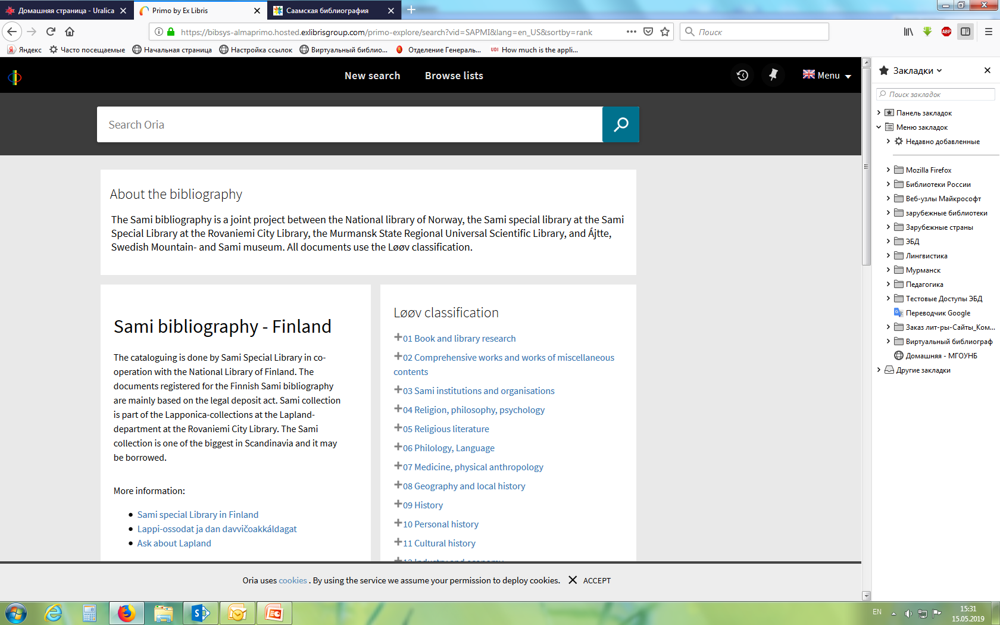 Домашняя страница - Uralica
Primo by Ex Libris
Саамская библиография
https://bibsys-almaprimo.hosted.exlibrisgroup.com/primo-explore/search?vid=SAPMI&lang=en_US&sortby=rank
Поиск
ABP
Я Яндекс
Часто посещаемые
Начальная страница
Настройка ссылок
Виртуальный библио...
Отделение Генераль...
UDI How much is the appli...
New search
Browse lists
Menu
Search Oria
About the bibliography
The Sami bibliography is a joint project between the National library of Norway, the Sami special library at the Sami
Special Library at the Rovaniemi City Library, the Murmansk State Regional Universal Scientific Library, and Ájtte,
Swedish Mountain- and Sami museum. All documents use the Løøv classification.
Sami bibliography - Finland
The cataloguing is done by Sami Special Library in co-
operation with the National Library of Finland. The
documents registered for the Finnish Sami bibliography
are mainly based on the legal deposit act. Sami collection
is part of the Lapponica-collections at the Lapland-
department at the Rovaniemi City Library. The Sami
collection is one of the biggest in Scandinavia and it may
be borrowed.
More information:
Sami special Library in Finland
Lappi-ossodat ja dan davvičoakkáldagat
Ask about Lapland
Løøv classification
01 Book and library research
02 Comprehensive works and works of miscellaneous
contents
03 Sami institutions and organisations
04 Religion, philosophy, psychology
05 Religious literature
06 Philology, Language
07 Medicine, physical anthropology
08 Geography and local history
09 History
10 Personal history
11 Cultural history
12 Industry and economy
Oria uses cookies . By using the service we assume your permission to deploy cookies.
ACCEPT
Закладки
Поиск закладок
Панель закладок
Меню закладок
Недавно добавленные
Mozilla Firefox
Библиотеки России
Веб-узлы Майкрософт
зарубежные библиотеки
Зарубежные страны
ЭБД
Лингвистика
Мурманск
Педагогика
Тестовые Доступы ЭБД
Переводчик Google
Заказ лит-ры-Сайты_Ком...
Виртуальный библиограф
Домашняя - МГОУНБ
Другие закладки
EN
15:31
15.05.2019